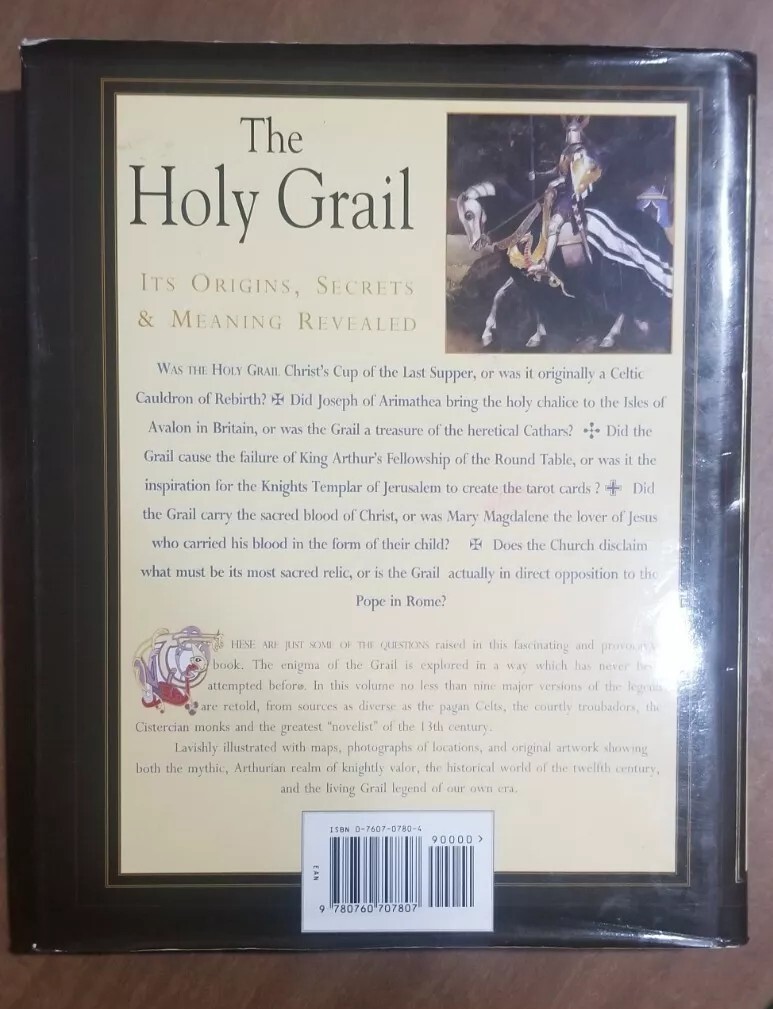 The
Holy Grail
ITS ORIGINS, SECRETS
& MEANING REVEALED
WAS THE HOLY GRAIL Christ's Cup of the Last Supper, or was it originally a Celtic
Cauldron of Rebirth? ✠ Did Joseph of Arimathea bring the holy chalice to the Isles of
Avalon in Britain, or was the Grail a treasure of the heretical Cathars? ✣ Did the
Grail cause the failure of King Arthur's Fellowship of the Round Table, or was it the
inspiration for the Knights Templar of Jerusalem to create the tarot cards ? ✙ Did
the Grail carry the sacred blood of Christ, or was Mary Magdalene the lover of Jesus
who carried his blood in the form of their child? ✠ Does the Church disclaim
what must be its most sacred relic, or is the Grail actually in direct opposition to the
Pope in Rome?
THESE ARE JUST SOME OF THE QUESTIONS raised in this fascinating and
book. The enigma of the Grail is explored in a way which has never
attempted before. In this volume no less than nine major versions of the legend
are retold, from sources as diverse as the pagan Celts, the courtly troubadors, the
Cistercian monks and the greatest "novelist" of the 13th century.
Lavishly illustrated with maps, photographs of locations, and original artwork showing
both the mythic, Arthurian realm of knightly valor, the historical world of the twelfth century,
and the living Grail legend of our own era.
ISBN 0-7607-0780-4
90000 >
EAN
9 780760 707807